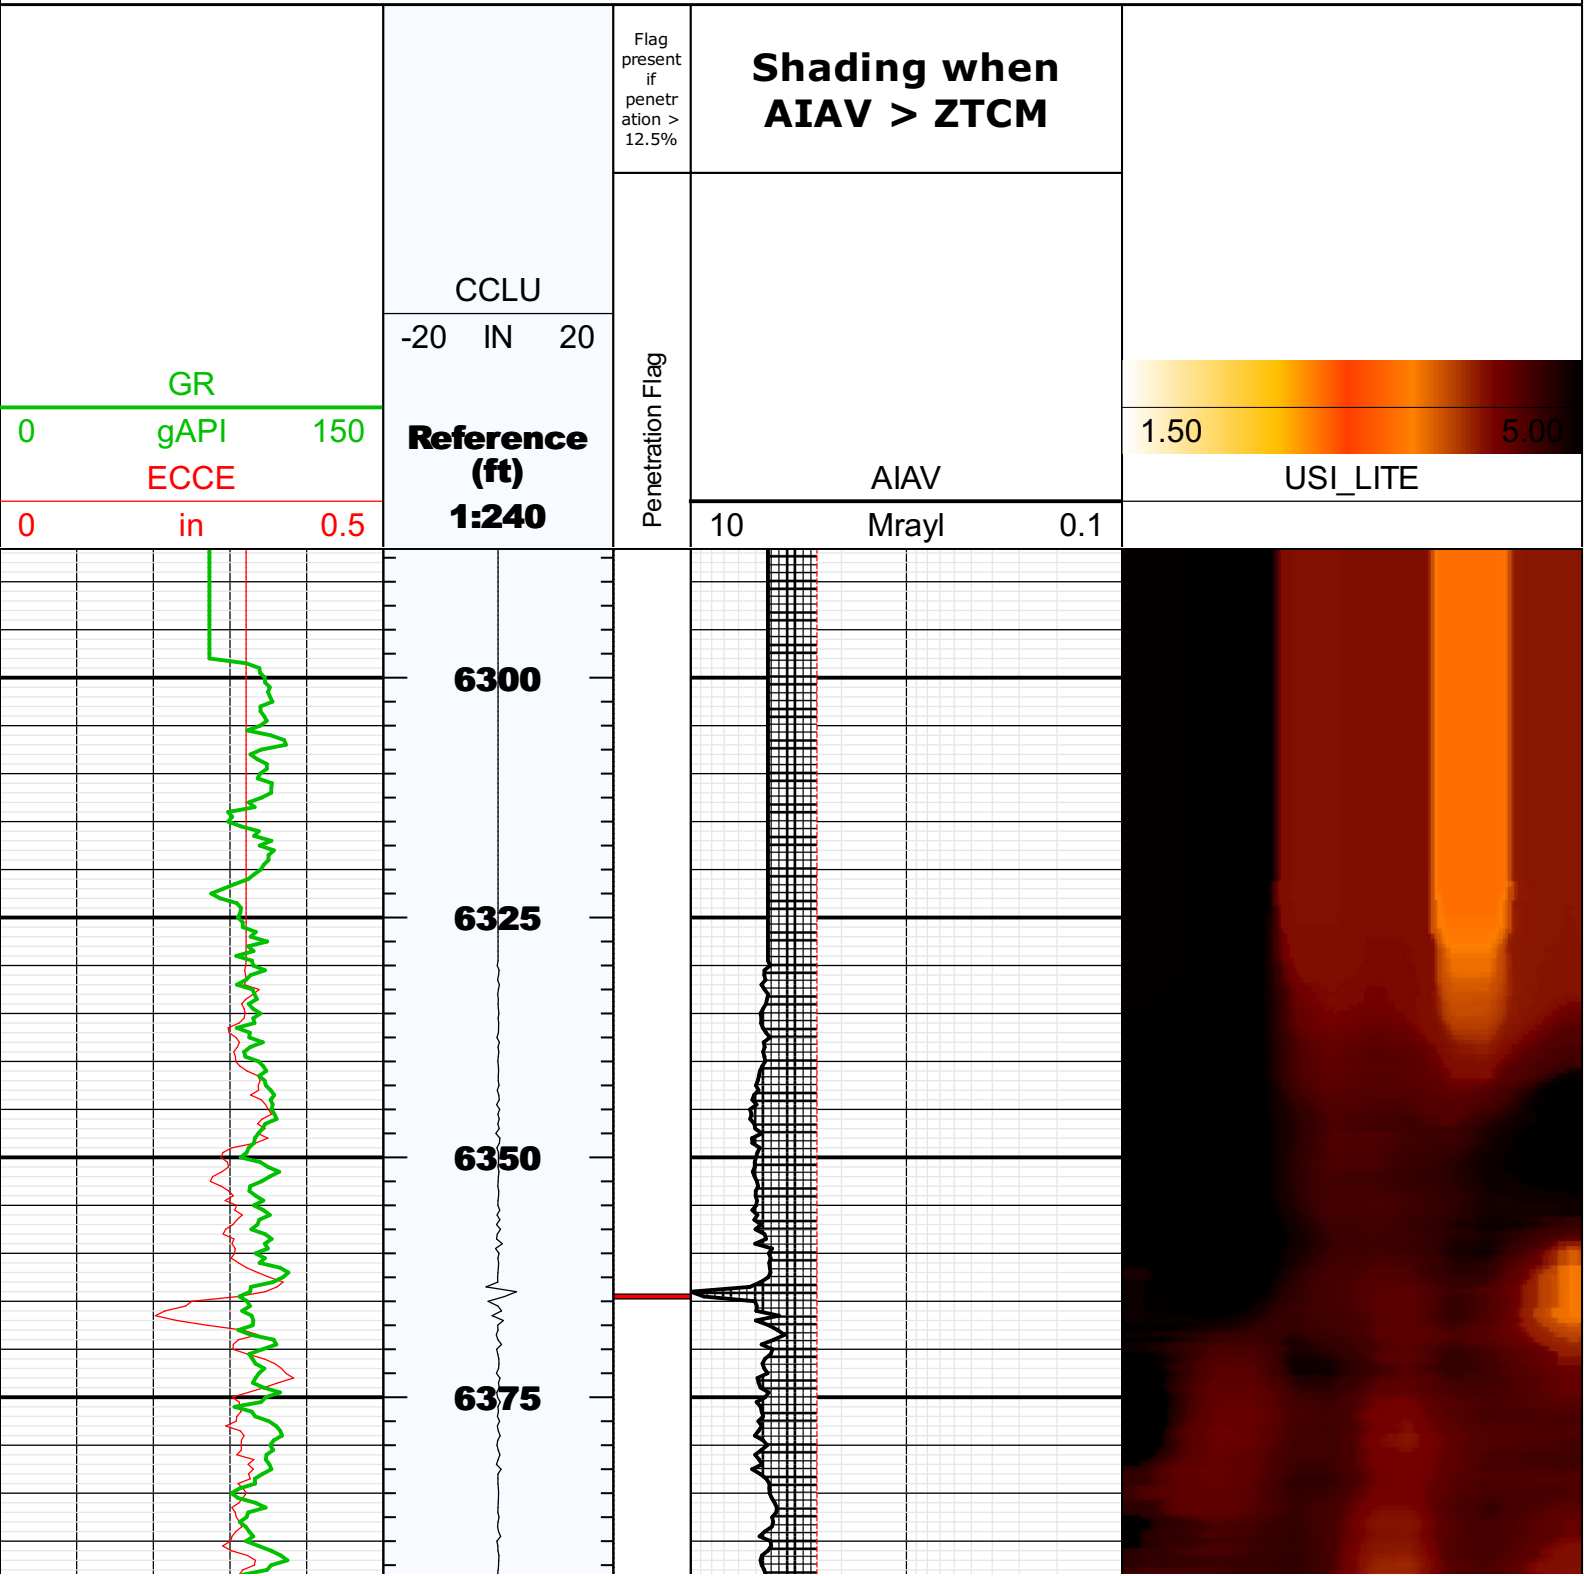 GR
0 gAPI 150
ECCE
0 in 0.5
CCLU
-20 IN 20
Reference
(ft)
1:240
Flag
present
if
penetr
ation >
12.5%
Penetration Flag
Shading when
AIAV > ZTCM
AIAV
10 Mrayl 0.1
1.50 5.00
USI_LITE
6300
6325
6350
6375